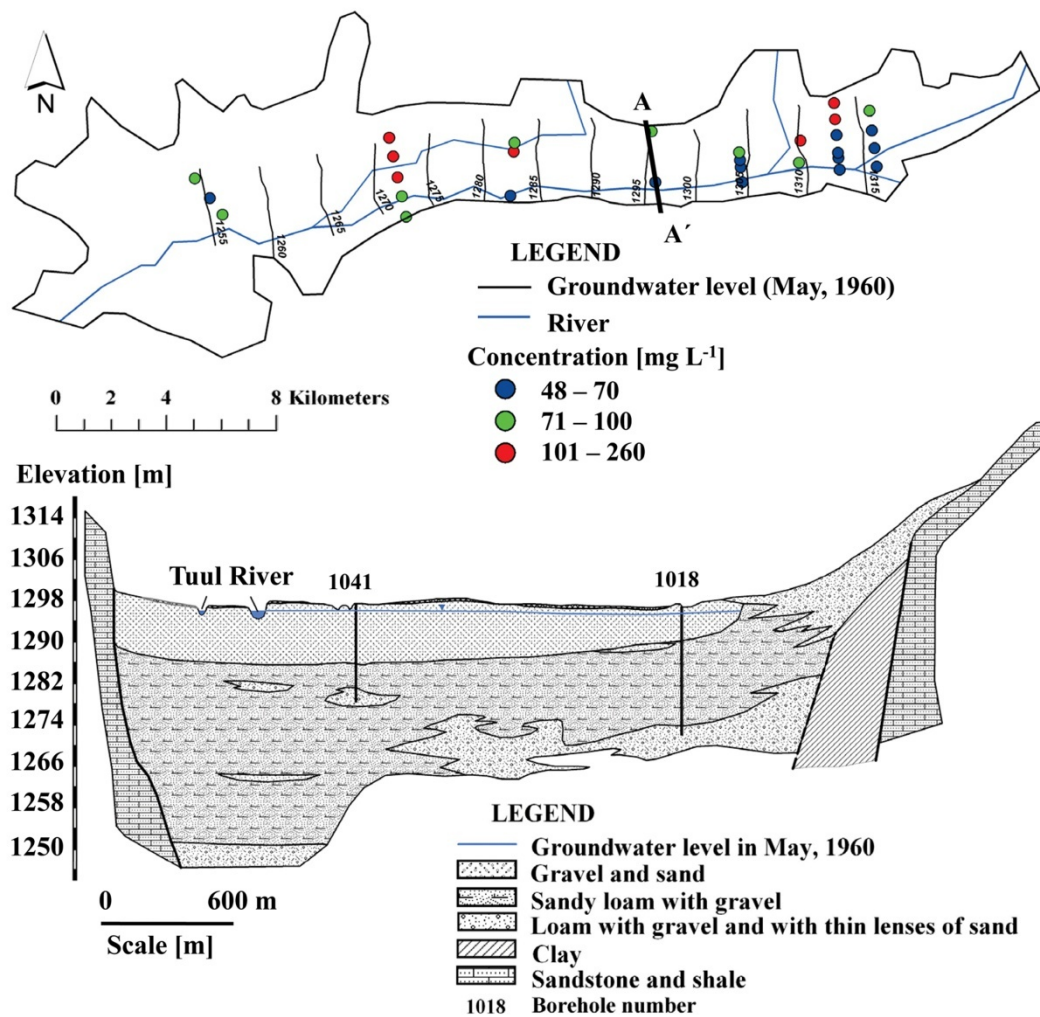 N
A
A´
1255
1260
1265
1270
1275
1280
1285
1290
1295
1300
1310
1315
LEGEND
Groundwater level (May, 1960)
River
Concentration [mg L-1]
48 – 70
71 – 100
101 – 260
0 2 4 8 Kilometers
Elevation [m]
1314
1306
1298
1290
1282
1274
1266
1258
1250
Tuul River
1041
1018
0 600 m
Scale [m]
LEGEND
Groundwater level in May, 1960
Gravel and sand
Sandy loam with gravel
Loam with gravel and with thin lenses of sand
Clay
Sandstone and shale
1018 Borehole number